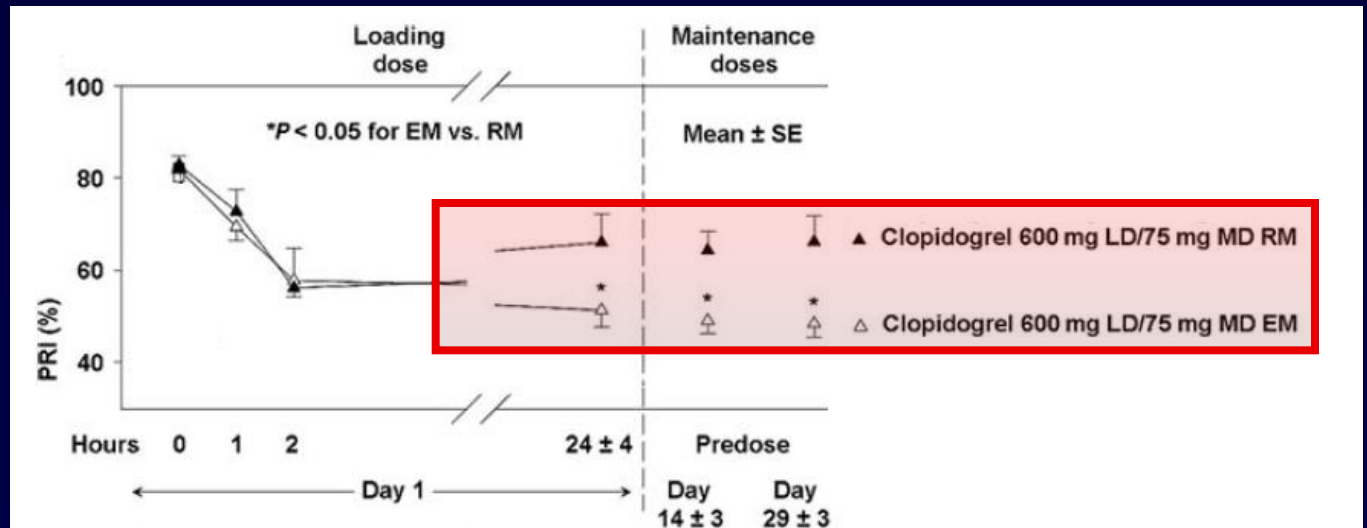 Loading
dose
Maintenance
doses
100
*P < 0.05 for EM vs. RM
Mean ± SE
80
60
40
PRI (%)
▲ Clopidogrel 600 mg LD/75 mg MD RM
* * *
△ Clopidogrel 600 mg LD/75 mg MD EM
Hours 0 1 2 24 ± 4
Predose
Day 1
Day
14 ± 3
Day
29 ± 3